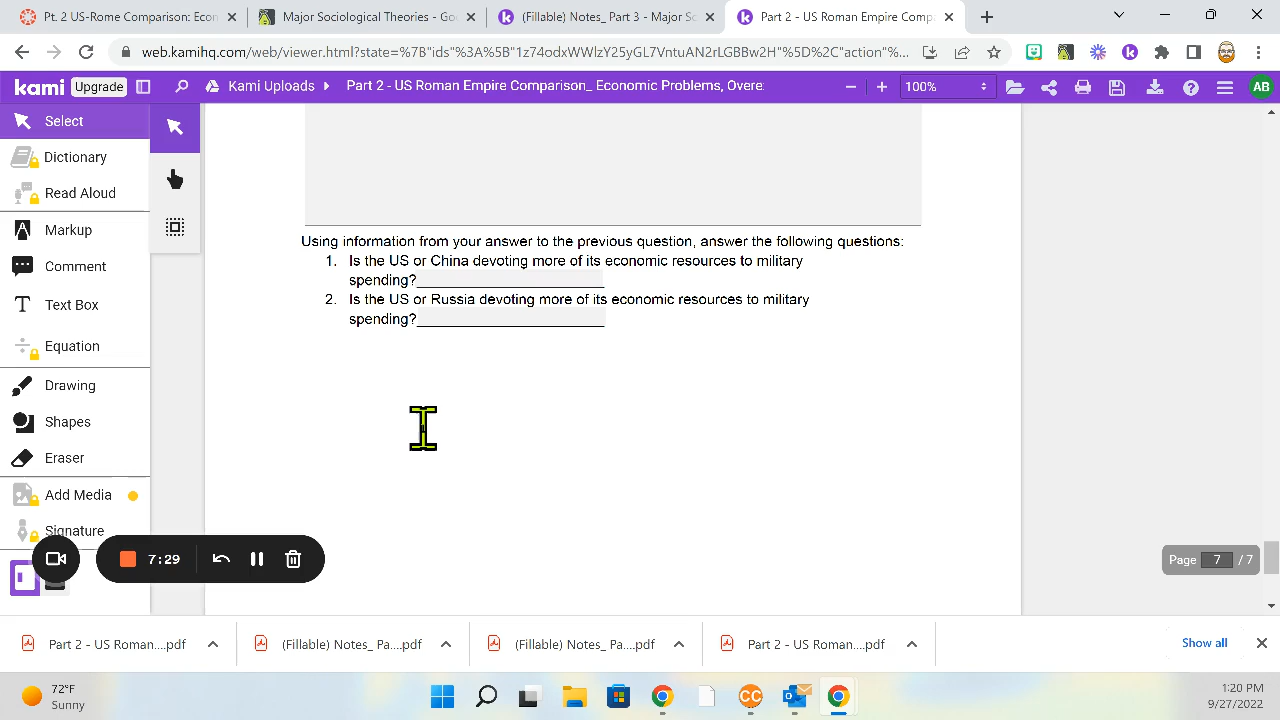 Pt. 2 US-Rome Comparison: Econ
Major Sociological Theories - Goo
(Fillable) Notes_ Part 3 - Major So
Part 2 - US Roman Empire Comp
web.kamihq.com/web/viewer.html?state=%7B"ids"%3A%5B"1z74odxWWlzY25yGL7VntuAN2rLGBBw2H"%5D%2C"action"%...
kami
Upgrade
Kami Uploads
Part 2 - US Roman Empire Comparison_ Economic Problems, Overe
100%
AB
Select
Dictionary
Read Aloud
Markup
Comment
Text Box
Equation
Drawing
Shapes
Eraser
Add Media
Signature
Using information from your answer to the previous question, answer the following questions:
1. Is the US or China devoting more of its economic resources to military
spending?
2. Is the US or Russia devoting more of its economic resources to military
spending?
7:29
Page 7 / 7
Part 2 - US Roman....pdf
(Fillable) Notes_ Pa....pdf
(Fillable) Notes_ Pa....pdf
Part 2 - US Roman....pdf
Show all
72°F
Sunny
CC
1:20 PM
9/27/2022